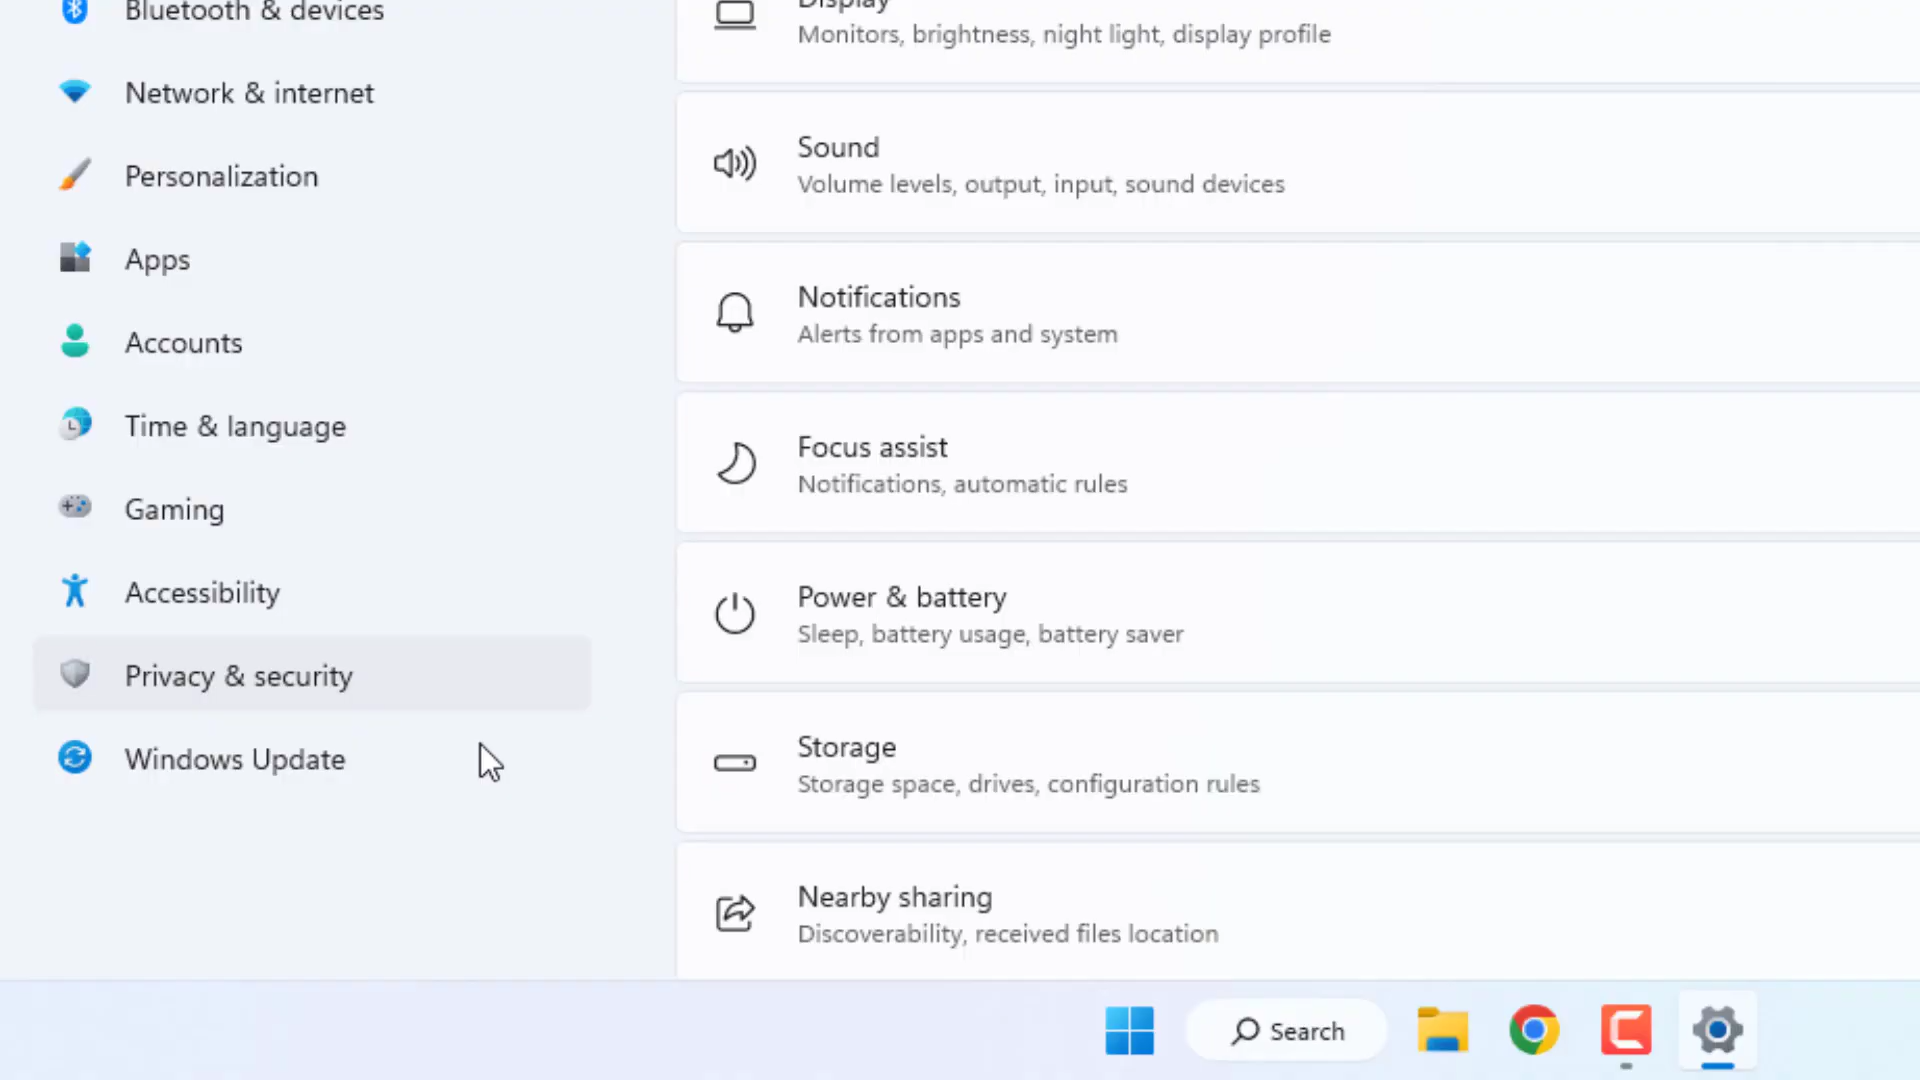 Bluetooth & devices
Network & internet
Personalization
Apps
Accounts
Time & language
Gaming
Accessibility
Privacy & security
Windows Update
Display
Monitors, brightness, night light, display profile
Sound
Volume levels, output, input, sound devices
Notifications
Alerts from apps and system
Focus assist
Notifications, automatic rules
Power & battery
Sleep, battery usage, battery saver
Storage
Storage space, drives, configuration rules
Nearby sharing
Discoverability, received files location
Search